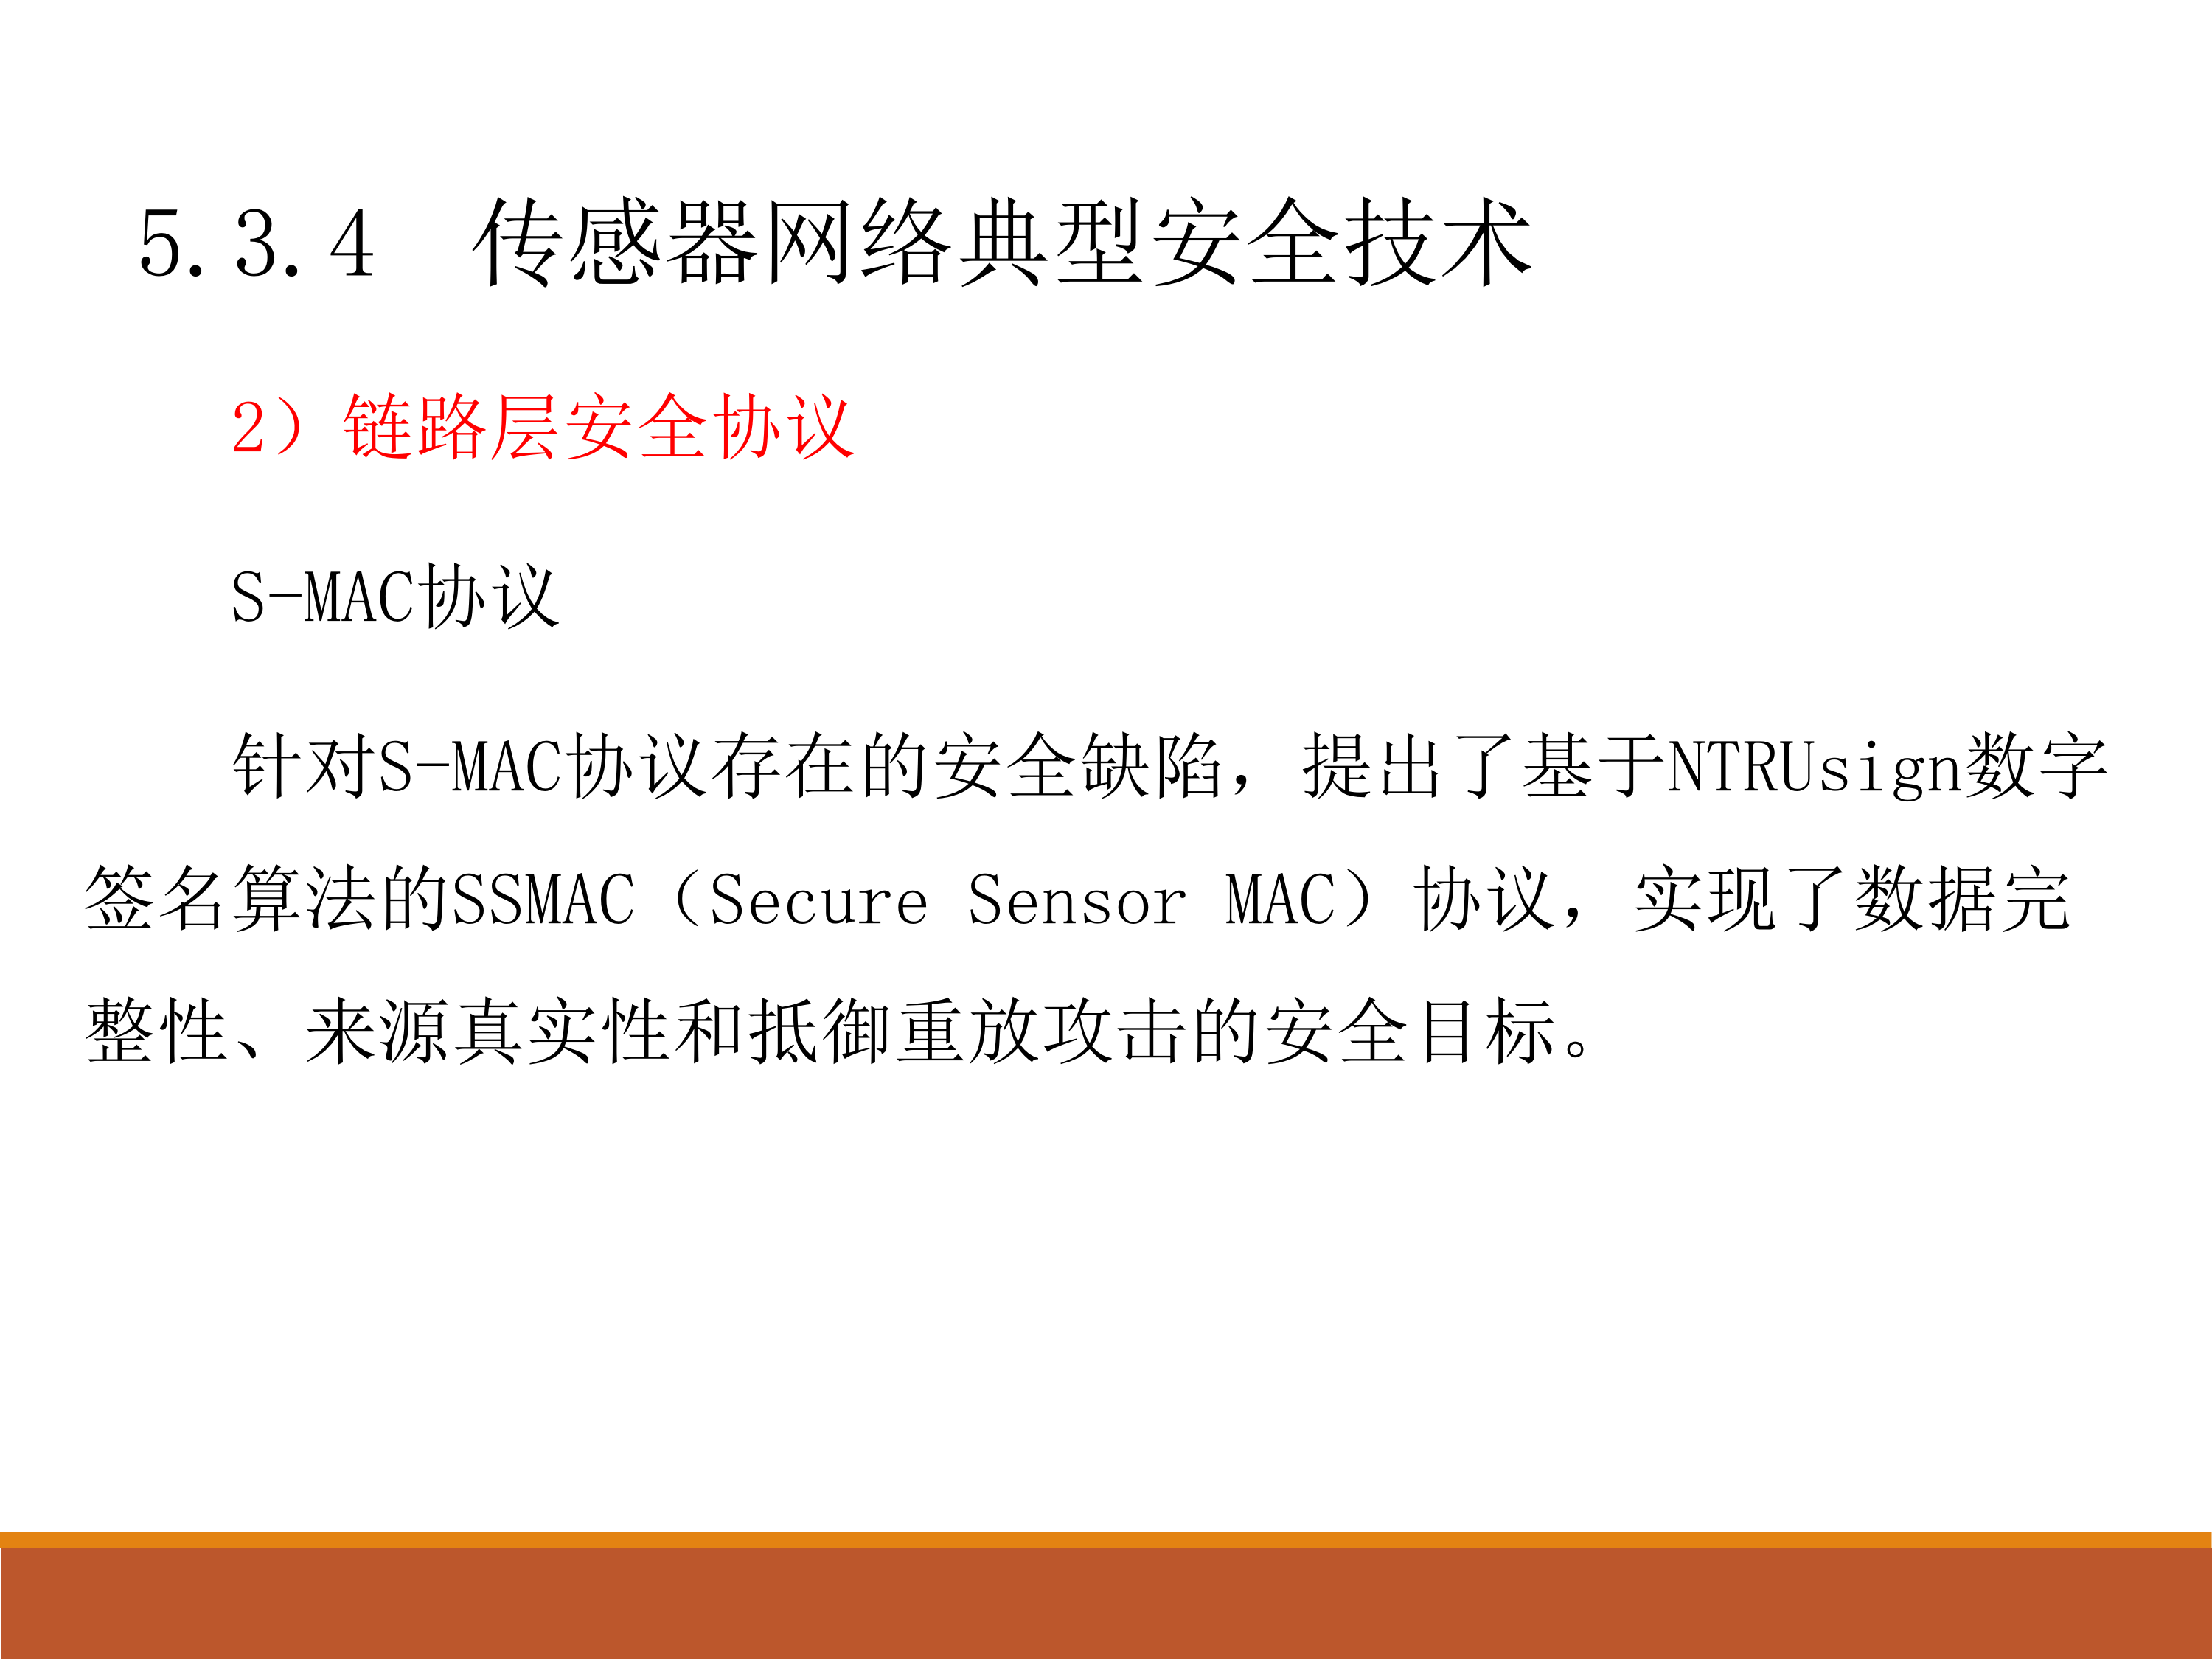 5.3.4 传感器网络典型安全技术
2）链路层安全协议
S—MAC协议
针对S—MAC协议存在的安全缺陷，提出了基于NTRUsign数字
签名算法的SSMAC（Secure Sensor MAC）协议，实现了数据完
整性、来源真实性和抵御重放攻击的安全目标。